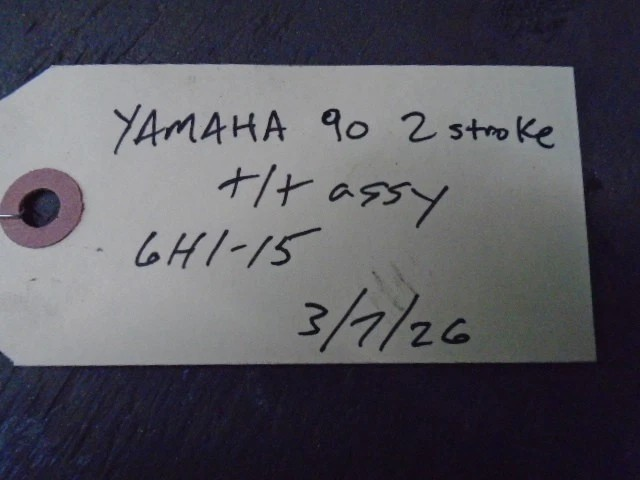 YAMAHA 90 2 stroke
t/t assy
6H1-15
3/7/26